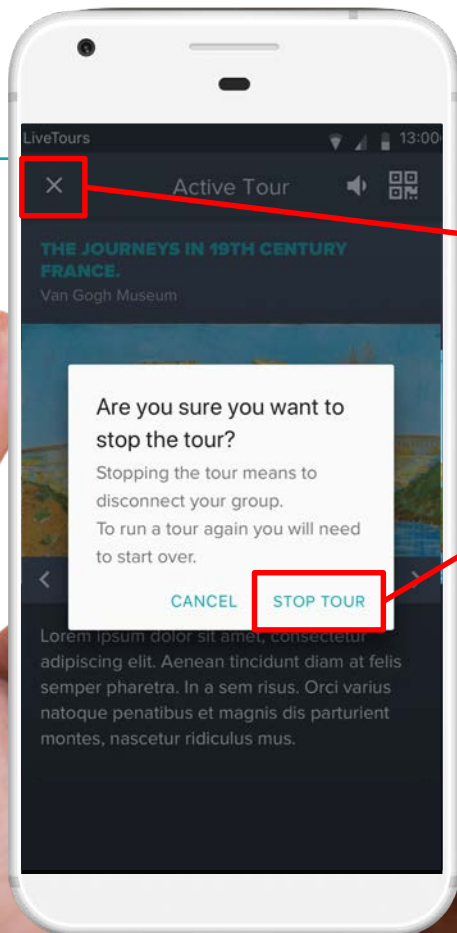 LiveTours
13:00
Active Tour
THE JOURNEYS IN 19TH CENTURY
FRANCE.
Van Gogh Museum
Are you sure you want to
stop the tour?
Stopping the tour means to
disconnect your group.
To run a tour again you will need
to start over.
CANCEL STOP TOUR
Lorem ipsum dolor sit amet, consectetur
adipiscing elit. Aenean tincidunt diam at felis
semper pharetra. In a sem risus. Orci varius
natoque penatibus et magnis dis parturient
montes, nascetur ridiculus mus.